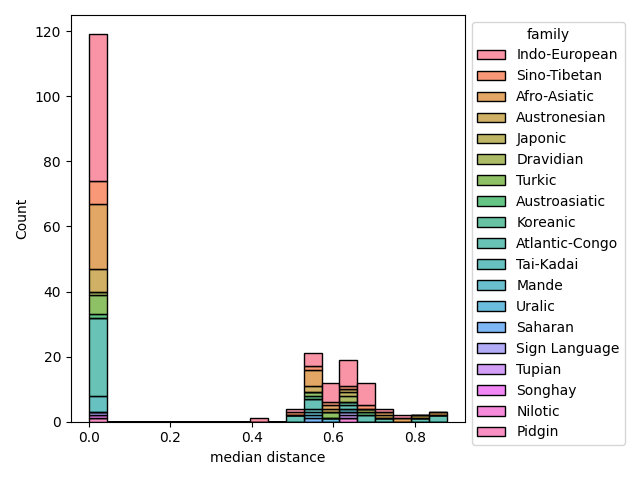 120
100
80
60
40
20
0
Count
0.0 0.2 0.4 0.6 0.8
median distance
family
Indo-European
Sino-Tibetan
Afro-Asiatic
Austronesian
Japonic
Dravidian
Turkic
Austroasiatic
Koreanic
Atlantic-Congo
Tai-Kadai
Mande
Uralic
Saharan
Sign Language
Tupian
Songhay
Nilotic
Pidgin